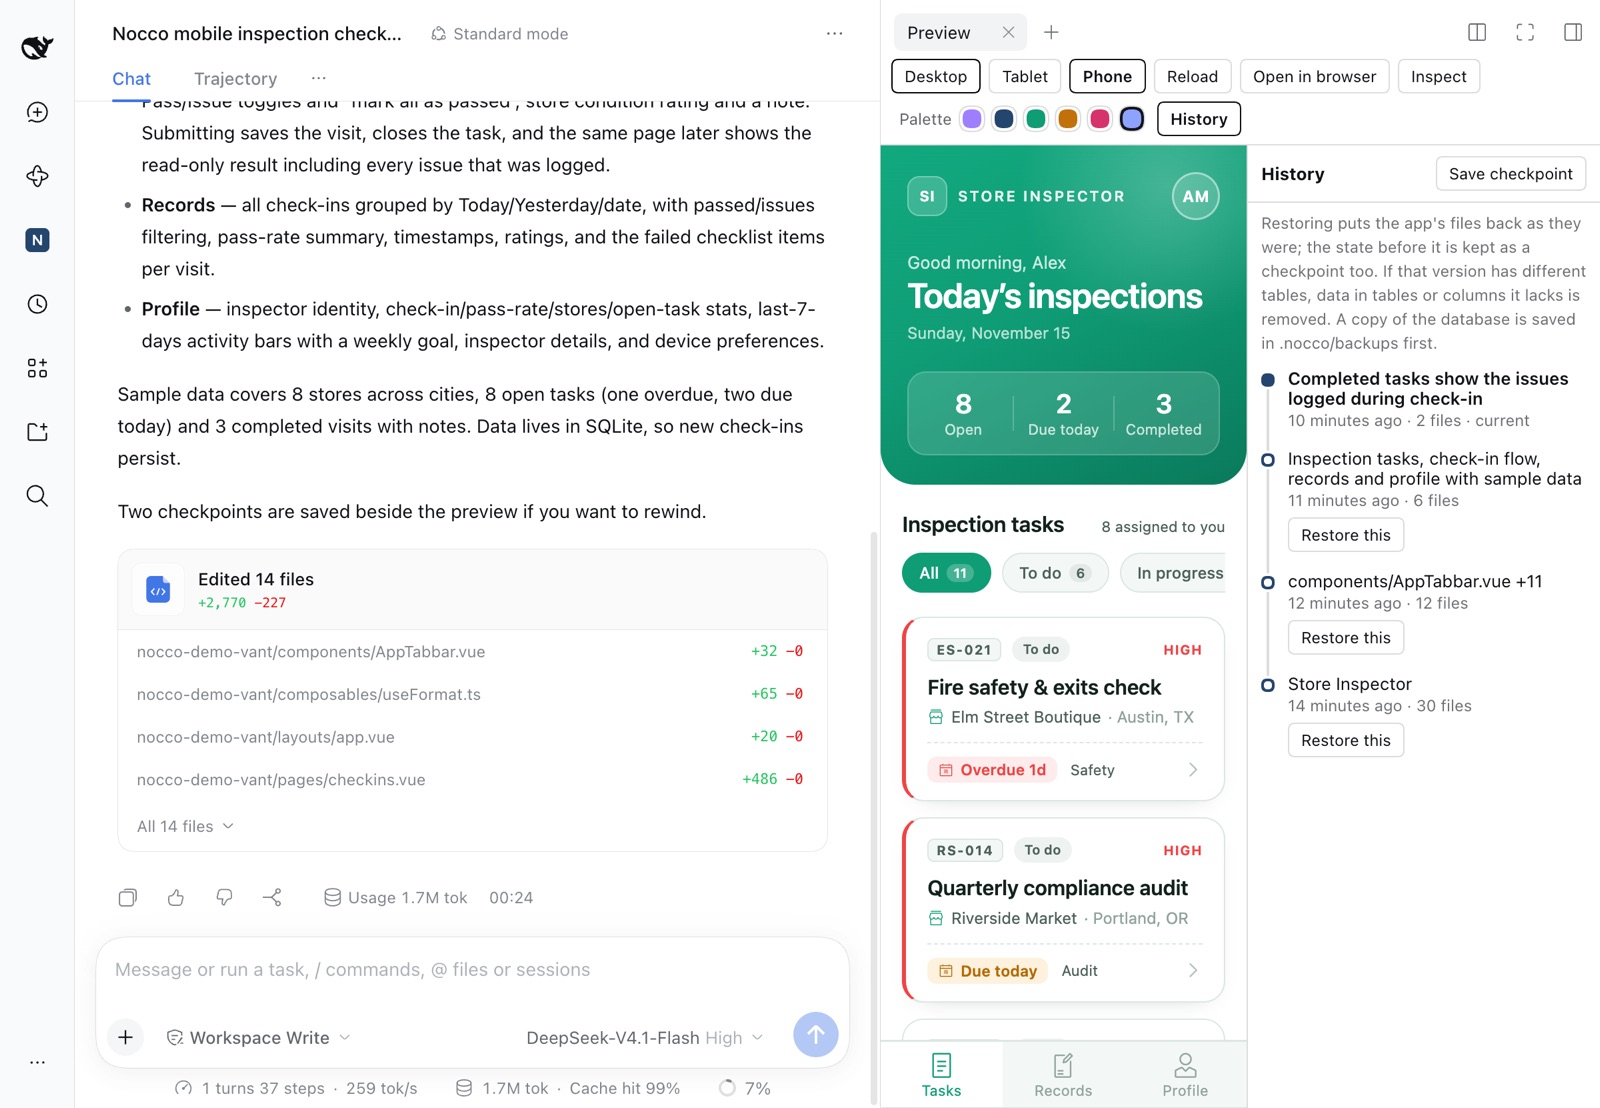 Nocco mobile inspection check...
Standard mode
Chat
Trajectory
Pass/issue toggles and "mark all as passed", store condition rating and a note.
Submitting saves the visit, closes the task, and the same page later shows the
read-only result including every issue that was logged.
• Records — all check-ins grouped by Today/Yesterday/date, with passed/issues
filtering, pass-rate summary, timestamps, ratings, and the failed checklist items
per visit.
• Profile — inspector identity, check-in/pass-rate/stores/open-task stats, last-7-
days activity bars with a weekly goal, inspector details, and device preferences.
Sample data covers 8 stores across cities, 8 open tasks (one overdue, two due
today) and 3 completed visits with notes. Data lives in SQLite, so new check-ins
persist.
Two checkpoints are saved beside the preview if you want to rewind.
Edited 14 files
+2,770 −227
nocco-demo-vant/components/AppTabbar.vue +32 −0
nocco-demo-vant/composables/useFormat.ts +65 −0
nocco-demo-vant/layouts/app.vue +20 −0
nocco-demo-vant/pages/checkins.vue +486 −0
All 14 files
Usage 1.7M tok 00:24
Message or run a task, / commands, @ files or sessions
Workspace Write
DeepSeek-V4.1-Flash High
1 turns 37 steps · 259 tok/s
1.7M tok · Cache hit 99%
7%
N
Preview
Desktop
Tablet
Phone
Reload
Open in browser
Inspect
Palette
History
SI
STORE INSPECTOR
AM
Good morning, Alex
Today's inspections
Sunday, November 15
8
Open
2
Due today
3
Completed
Inspection tasks
8 assigned to you
All 11
To do 6
In progress
ES-021
To do
HIGH
Fire safety & exits check
Elm Street Boutique · Austin, TX
Overdue 1d
Safety
RS-014
To do
HIGH
Quarterly compliance audit
Riverside Market · Portland, OR
Due today
Audit
Tasks
Records
Profile
History
Save checkpoint
Restoring puts the app's files back as they
were; the state before it is kept as a
checkpoint too. If that version has different
tables, data in tables or columns it lacks is
removed. A copy of the database is saved
in .nocco/backups first.
Completed tasks show the issues
logged during check-in
10 minutes ago · 2 files · current
Inspection tasks, check-in flow,
records and profile with sample data
11 minutes ago · 6 files
Restore this
components/AppTabbar.vue +11
12 minutes ago · 12 files
Restore this
Store Inspector
14 minutes ago · 30 files
Restore this